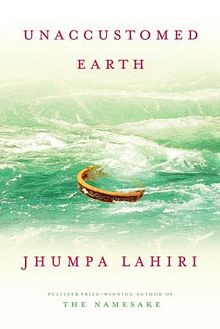 UNACCUSTOMED
EARTH
JHUMPA LAHIRI
PULITZER PRIZE–WINNING AUTHOR OF
THE NAMESAKE